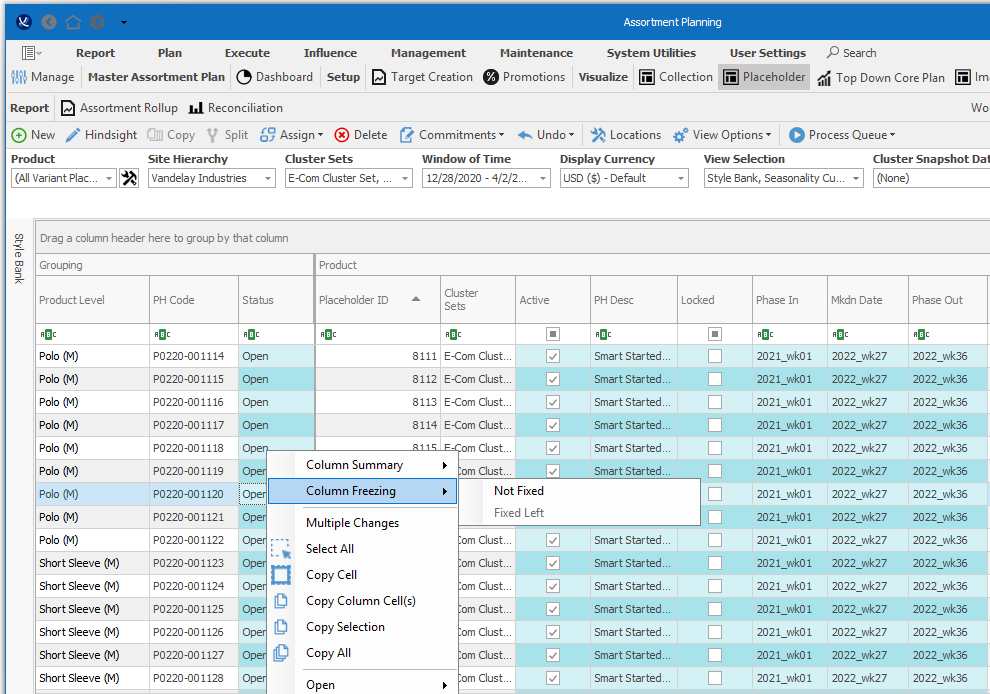 Assortment Planning
Report Plan Execute Influence Management Maintenance System Utilities User Settings Search
Manage Master Assortment Plan Dashboard Setup Target Creation Promotions Visualize Collection Placeholder Top Down Core Plan
Report Assortment Rollup Reconciliation
New Hindsight Copy Split Assign Delete Commitments Undo Locations View Options Process Queue
Product Site Hierarchy Cluster Sets Window of Time Display Currency View Selection Cluster Snapshot Dat
(All Variant Plac... Vandelay Industries E-Com Cluster Set, ... 12/28/2020 - 4/2/2... USD ($) - Default Style Bank, Seasonality Cu... (None)
Style Bank
Drag a column header here to group by that column
Grouping Product
Product Level PH Code Status Placeholder ID Cluster Sets Active PH Desc Locked Phase In Mkdn Date Phase Out
ABC ABC ABC ABC ABC ABC ABC ABC ABC
Polo (M) P0220-001114 Open 8111 E-Com Clust... Smart Started... 2021_wk01 2022_wk27 2022_wk36
Polo (M) P0220-001115 Open 8112 E-Com Clust... Smart Started... 2021_wk01 2022_wk27 2022_wk36
Polo (M) P0220-001116 Open 8113 E-Com Clust... Smart Started... 2021_wk01 2022_wk27 2022_wk36
Polo (M) P0220-001117 Open 8114 E-Com Clust... Smart Started... 2021_wk01 2022_wk27 2022_wk36
Polo (M) P0220-001118 Open 8115 E-Com Clust... Smart Started... 2021_wk01 2022_wk27 2022_wk36
Polo (M) P0220-001119 Open Column Summary Com Clust... Smart Started... 2021_wk01 2022_wk27 2022_wk36
Polo (M) P0220-001120 Open Column Freezing Not Fixed 2021_wk01 2022_wk27 2022_wk36
Polo (M) P0220-001121 Open Multiple Changes Fixed Left 2021_wk01 2022_wk27 2022_wk36
Polo (M) P0220-001122 Open Select All Com Clust... Smart Started... 2021_wk01 2022_wk27 2022_wk36
Short Sleeve (M) P0220-001123 Open Copy Cell Com Clust... Smart Started... 2021_wk01 2022_wk27 2022_wk36
Short Sleeve (M) P0220-001124 Open Com Clust... Smart Started... 2021_wk01 2022_wk27 2022_wk36
Short Sleeve (M) P0220-001125 Open Copy Column Cell(s) Com Clust... Smart Started... 2021_wk01 2022_wk27 2022_wk36
Short Sleeve (M) P0220-001126 Open Copy Selection Com Clust... Smart Started... 2021_wk01 2022_wk27 2022_wk36
Short Sleeve (M) P0220-001127 Open Copy All Com Clust... Smart Started... 2021_wk01 2022_wk27 2022_wk36
Short Sleeve (M) P0220-001128 Open Open Com Clust... Smart Started... 2021_wk01 2022_wk27 2022_wk36